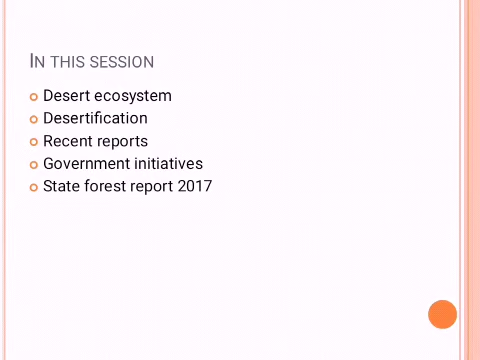 In this session
Desert ecosystem
Desertification
Recent reports
Government initiatives
State forest report 2017